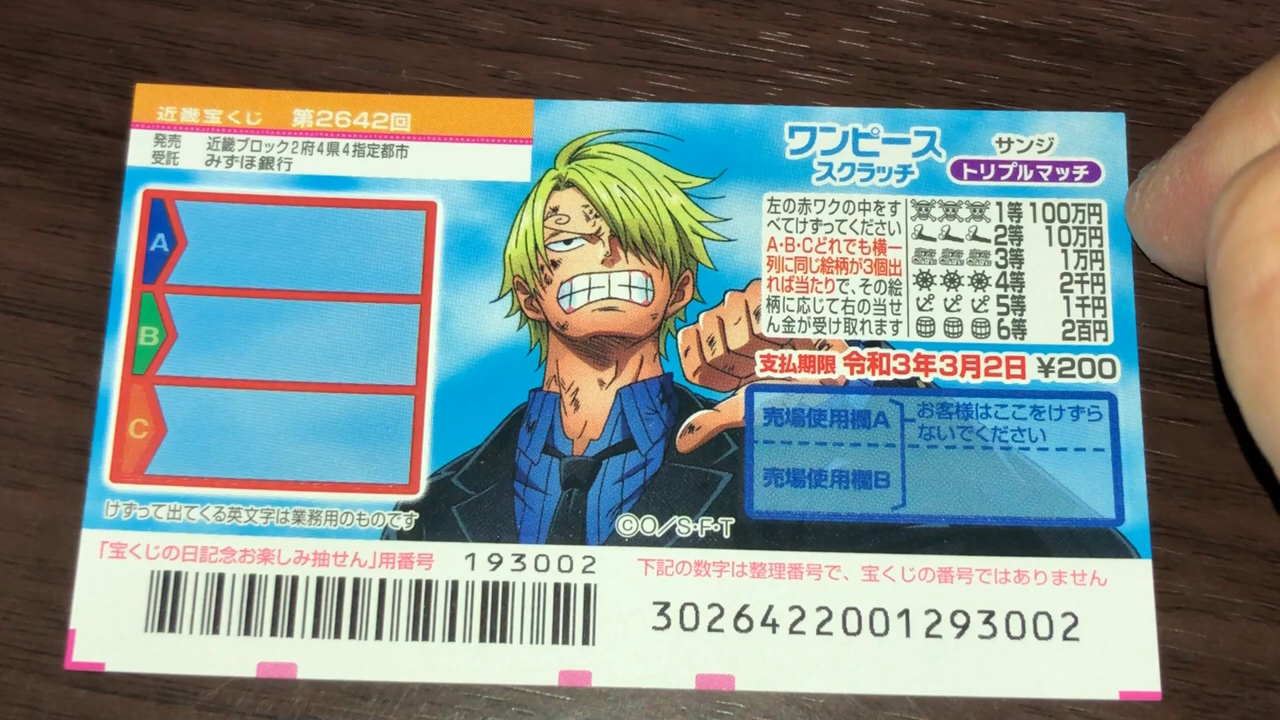 近畿宝くじ 第2642回
発売 近畿ブロック2府4県4指定都市
受託 みずほ銀行
A
B
C
けずって出てくる英文字は業務用のものです
ワンピース
スクラッチ
サンジ
トリプルマッチ
左の赤ワクの中をす
べてけずってください
A・B・Cどれでも横一
列に同じ絵柄が3個出
れば当たりで、その絵
柄に応じて右の当せ
ん金が受け取れます
1等 100万円
2等 10万円
3等 1万円
4等 2千円
5等 1千円
6等 2百円
支払期限 令和3年3月2日 ¥200
売場使用欄A
売場使用欄B
お客様はここをけずら
ないでください
©O/S・F・T
「宝くじの日記念お楽しみ抽せん」用番号 193002
下記の数字は整理番号で、宝くじの番号ではありません
30264220012930​02